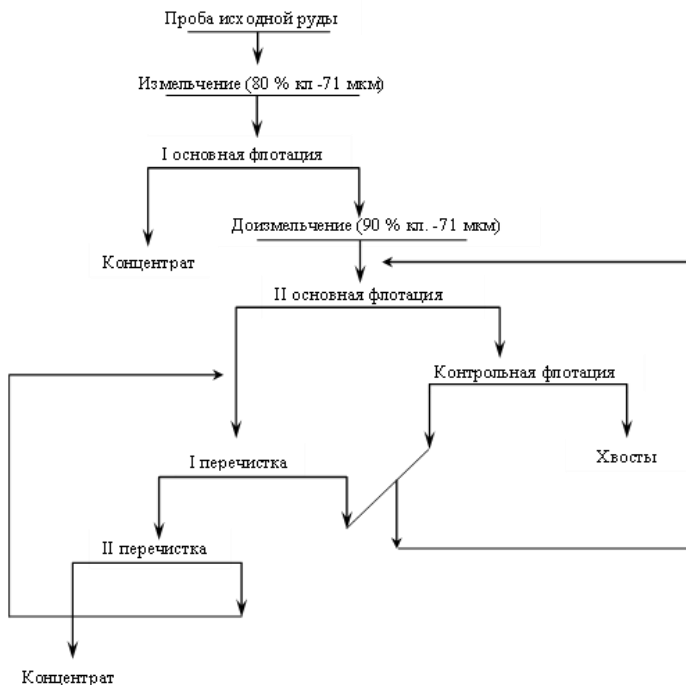 Проба исходной руды
Измельчение (80 % кл -71 мкм)
I основная флотация
Доизмельчение (90 % кл. -71 мкм)
Концентрат
II основная флотация
Контрольная флотация
Хвосты
I перечистка
II перечистка
Концентрат